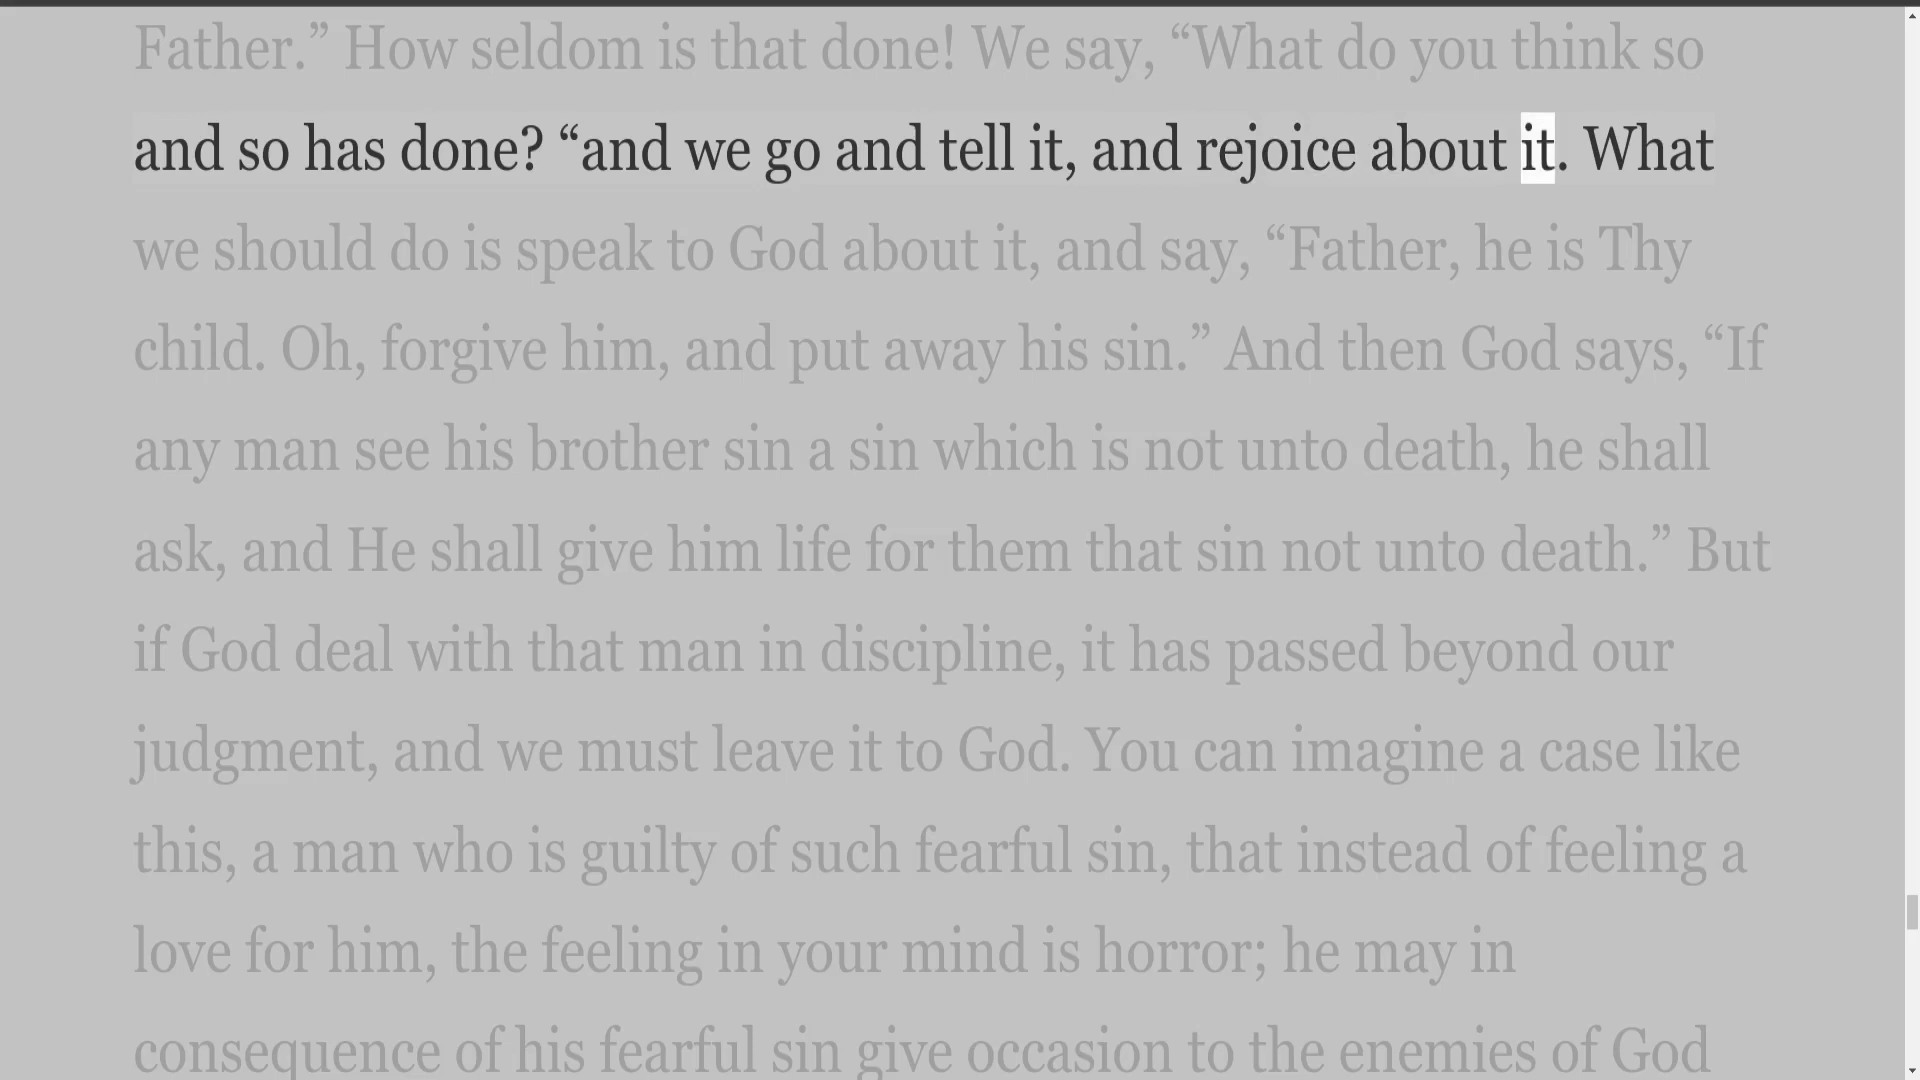 Father.” How seldom is that done! We say, “What do you think so
and so has done? “and we go and tell it, and rejoice about it. What
we should do is speak to God about it, and say, “Father, he is Thy
child. Oh, forgive him, and put away his sin.” And then God says, “If
any man see his brother sin a sin which is not unto death, he shall
ask, and He shall give him life for them that sin not unto death.” But
if God deal with that man in discipline, it has passed beyond our
judgment, and we must leave it to God. You can imagine a case like
this, a man who is guilty of such fearful sin, that instead of feeling a
love for him, the feeling in your mind is horror; he may in
consequence of his fearful sin give occasion to the enemies of God